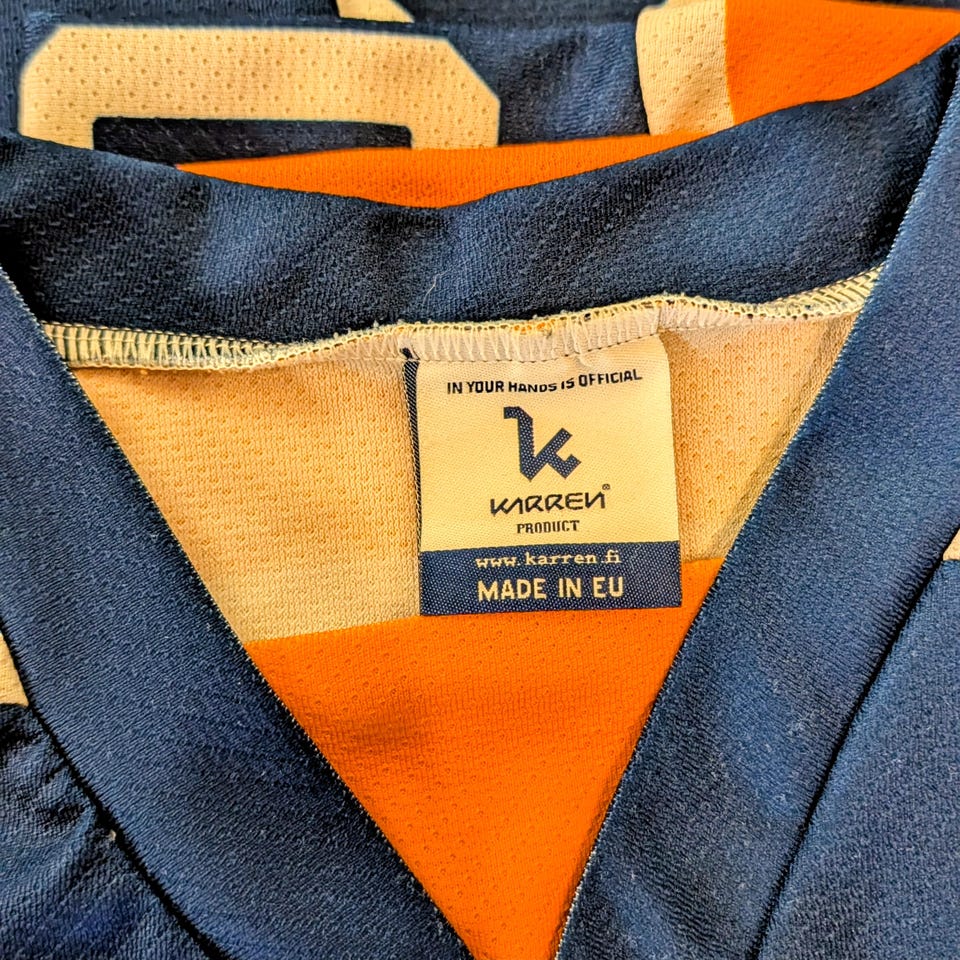 IN YOUR HANDS IS OFFICIAL
k
KARREN®
PRODUCT
www.karren.fi
MADE IN EU